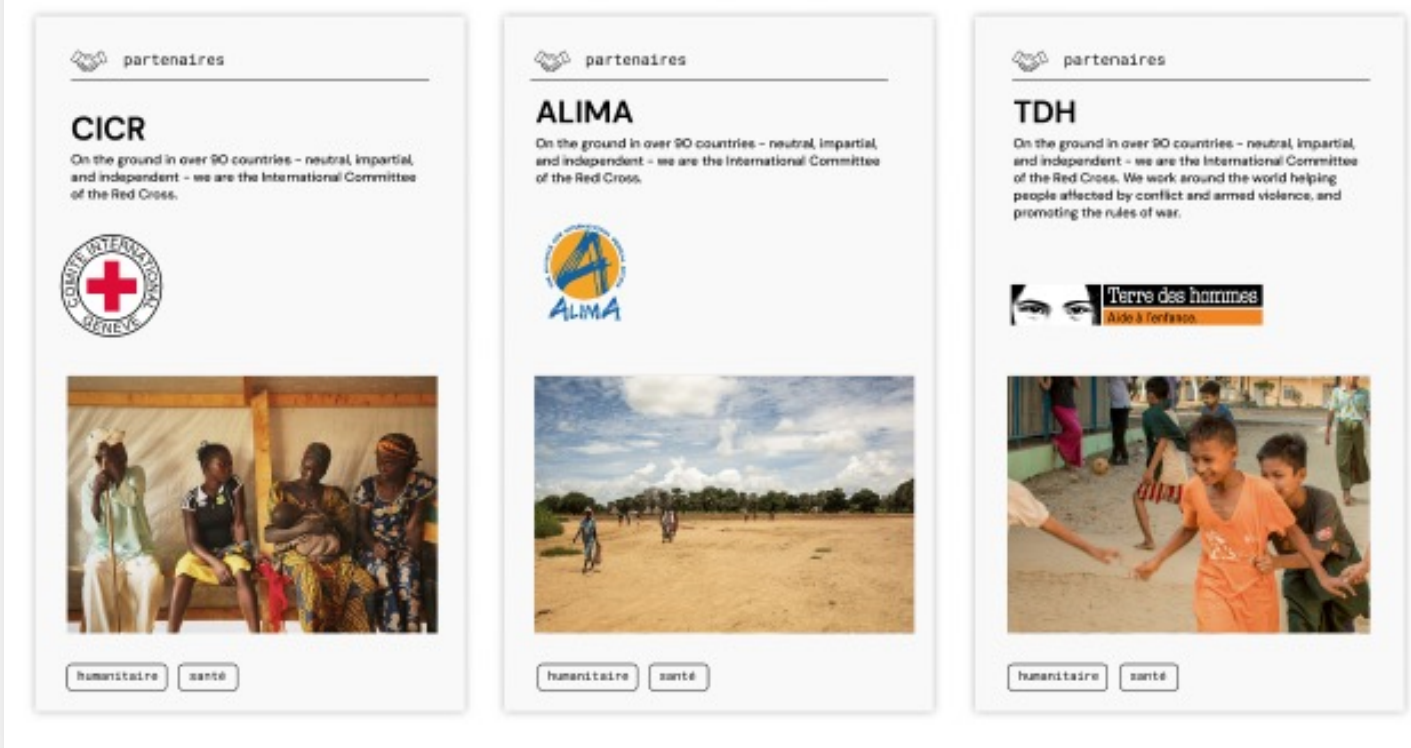 partenaires
CICR
On the ground in over 90 countries – neutral, impartial,
and independent – we are the International Committee
of the Red Cross.
COMITE INTERNATIONAL
GENEVE
humanitaire
santé
partenaires
ALIMA
On the ground in over 90 countries – neutral, impartial,
and independent – we are the International Committee
of the Red Cross.
ALIMA
humanitaire
santé
partenaires
TDH
On the ground in over 90 countries – neutral, impartial,
and independent – we are the International Committee
of the Red Cross. We work around the world helping
people affected by conflict and armed violence, and
promoting the rules of war.
Terre des hommes
Aide à l'enfance.
humanitaire
santé